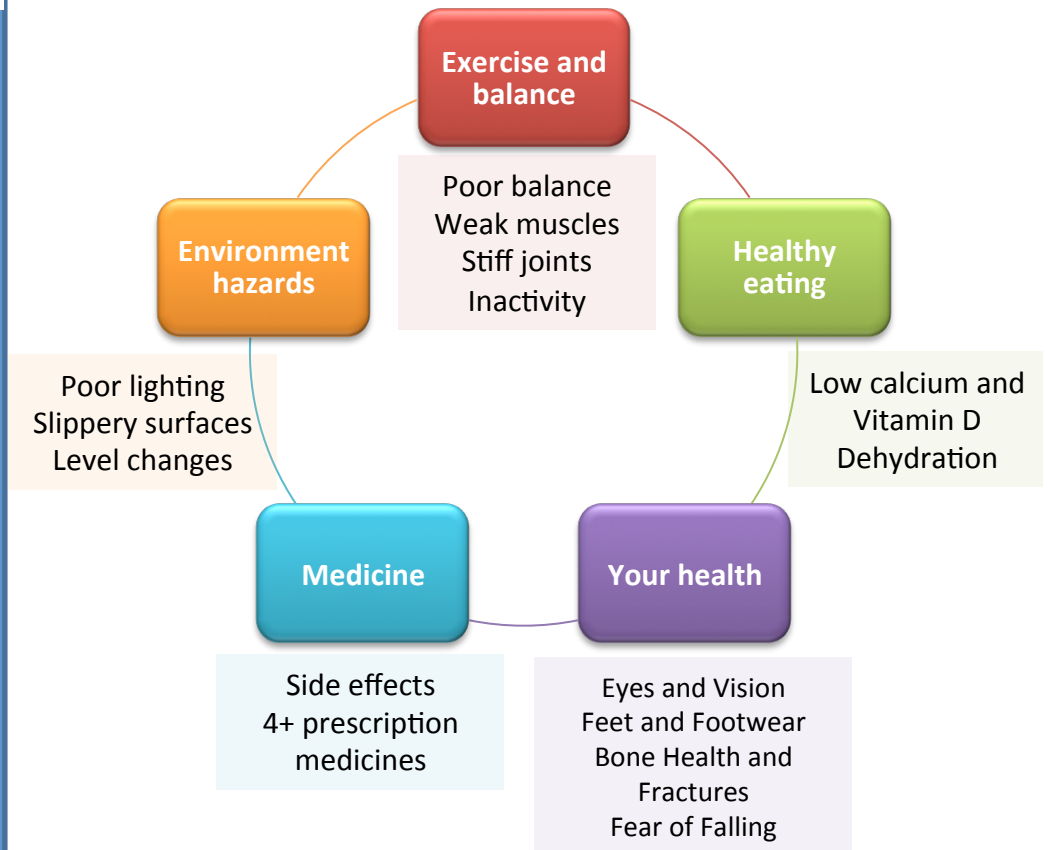 Exercise and
balance
Poor balance
Weak muscles
Stiff joints
Inactivity
Environment
hazards
Poor lighting
Slippery surfaces
Level changes
Healthy
eating
Low calcium and
Vitamin D
Dehydration
Medicine
Side effects
4+ prescription
medicines
Your health
Eyes and Vision
Feet and Footwear
Bone Health and
Fractures
Fear of Falling